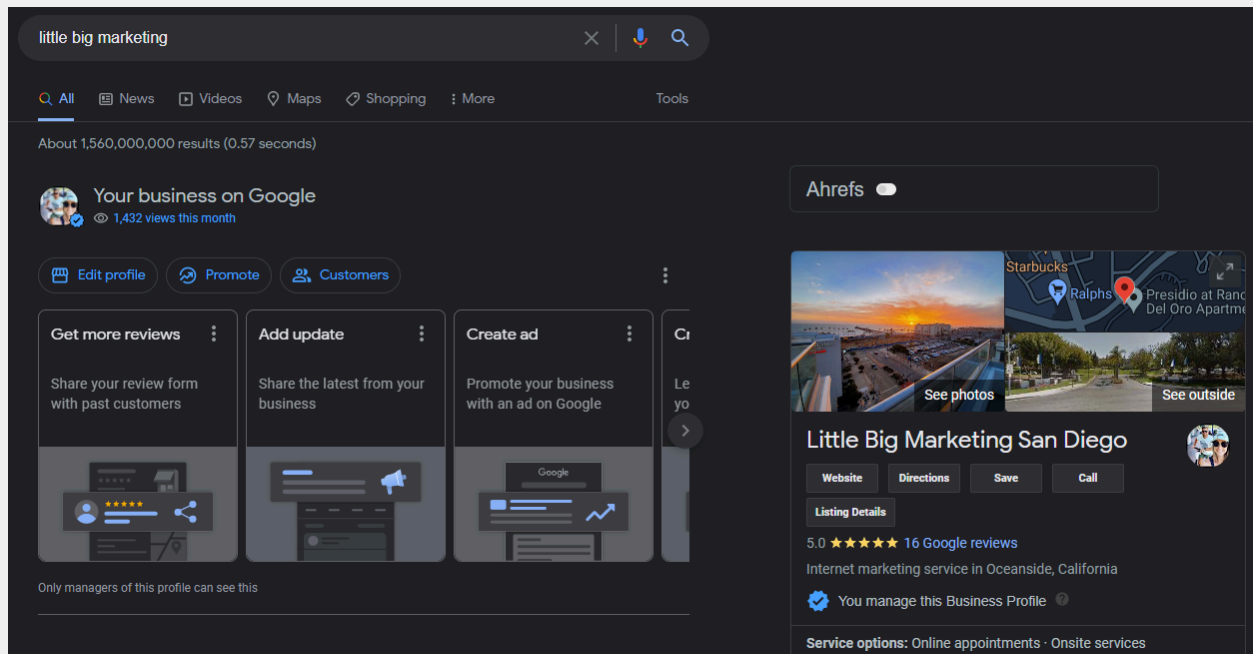 little big marketing
All News Videos Maps Shopping More Tools
About 1,560,000,000 results (0.57 seconds)
Your business on Google
1,432 views this month
Edit profile Promote Customers
Get more reviews
Share your review form
with past customers
Add update
Share the latest from your
business
Create ad
Promote your business
with an ad on Google
Google
Cr
Le
yo
Only managers of this profile can see this
Ahrefs
Starbucks
Ralphs
Presidio at Ranc
Del Oro Apartme
See photos
See outside
Little Big Marketing San Diego
Website Directions Save Call
Listing Details
5.0 16 Google reviews
Internet marketing service in Oceanside, California
You manage this Business Profile
Service options: Online appointments · Onsite services